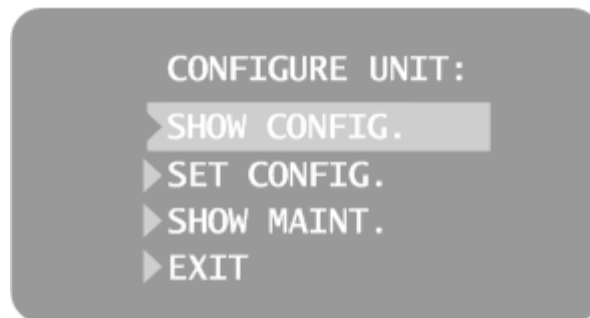 CONFIGURE UNIT:
SHOW CONFIG.
SET CONFIG.
SHOW MAINT.
EXIT